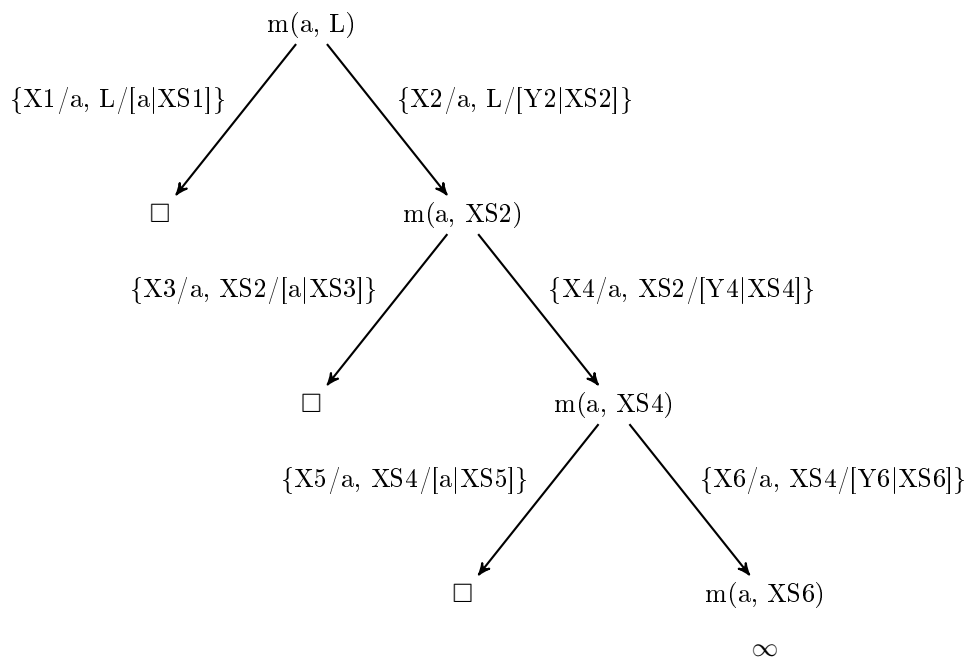 m(a, L)
{X1/a, L/[a|XS1]}
{X2/a, L/[Y2|XS2]}
□
m(a, XS2)
{X3/a, XS2/[a|XS3]}
{X4/a, XS2/[Y4|XS4]}
□
m(a, XS4)
{X5/a, XS4/[a|XS5]}
{X6/a, XS4/[Y6|XS6]}
□
m(a, XS6)
∞